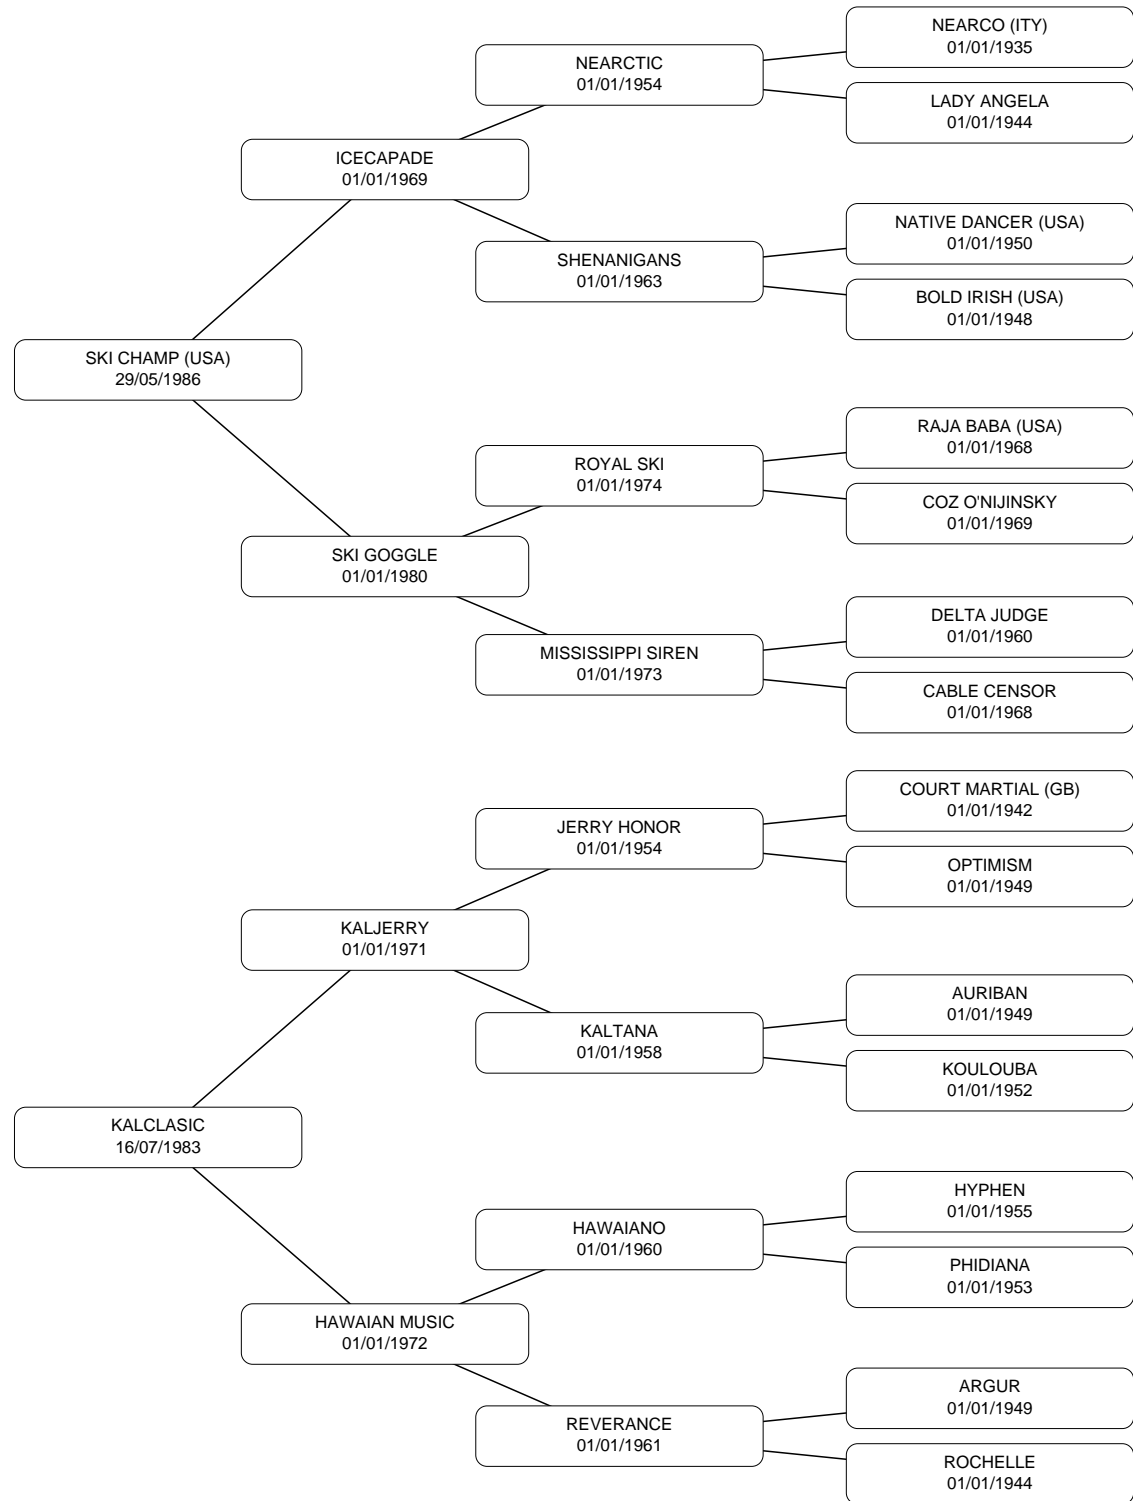 NEARCO (ITY)
01/01/1935
NEARCTIC
01/01/1954
LADY ANGELA
01/01/1944
ICECAPADE
01/01/1969
NATIVE DANCER (USA)
01/01/1950
SHENANIGANS
01/01/1963
BOLD IRISH (USA)
01/01/1948
SKI CHAMP (USA)
29/05/1986
RAJA BABA (USA)
01/01/1968
ROYAL SKI
01/01/1974
COZ O'NIJINSKY
01/01/1969
SKI GOGGLE
01/01/1980
DELTA JUDGE
01/01/1960
MISSISSIPPI SIREN
01/01/1973
CABLE CENSOR
01/01/1968
COURT MARTIAL (GB)
01/01/1942
JERRY HONOR
01/01/1954
OPTIMISM
01/01/1949
KALJERRY
01/01/1971
AURIBAN
01/01/1949
KALTANA
01/01/1958
KOULOUBA
01/01/1952
KALCLASIC
16/07/1983
HYPHEN
01/01/1955
HAWAIANO
01/01/1960
PHIDIANA
01/01/1953
HAWAIAN MUSIC
01/01/1972
ARGUR
01/01/1949
REVERANCE
01/01/1961
ROCHELLE
01/01/1944